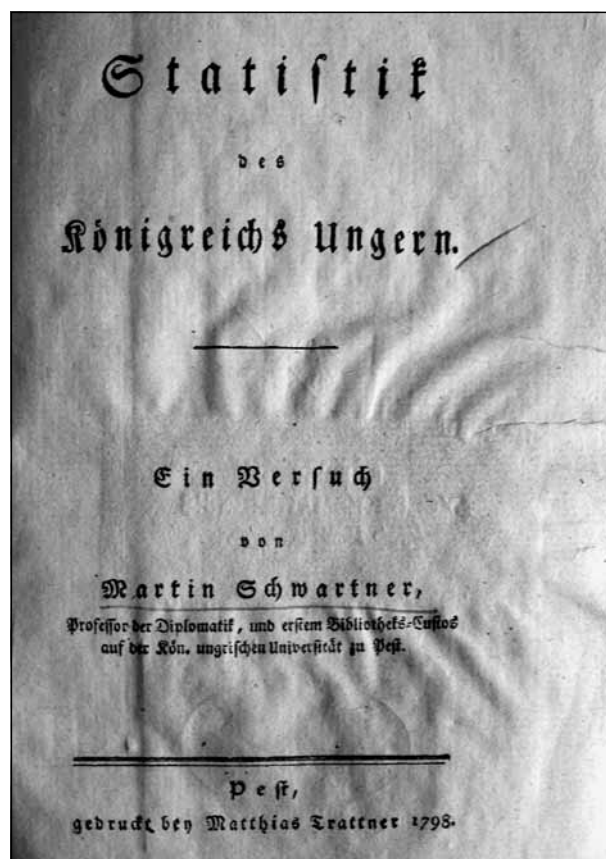 Statiſtik
des
Königreichs Ungern.
Ein Verſuch
von
Martin Schwartner,
Profeſſor der Diplomatik, und erſtem Bibliotheks-Cuſtos
auf der Kön. ungriſchen Univerſität zu Peſt.
Peſt,
gedruckt bey Matthias Trattner 1798.